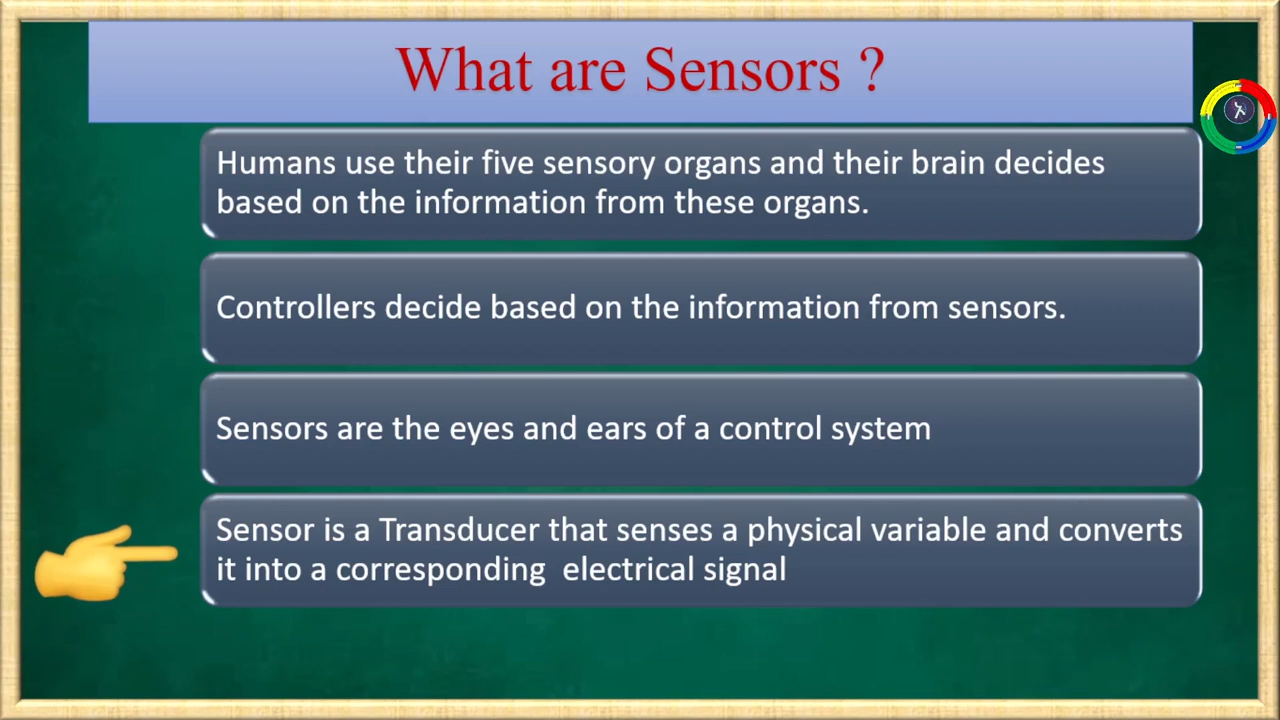 What are Sensors ?
Humans use their five sensory organs and their brain decides
based on the information from these organs.
Controllers decide based on the information from sensors.
Sensors are the eyes and ears of a control system
Sensor is a Transducer that senses a physical variable and converts
it into a corresponding  electrical signal